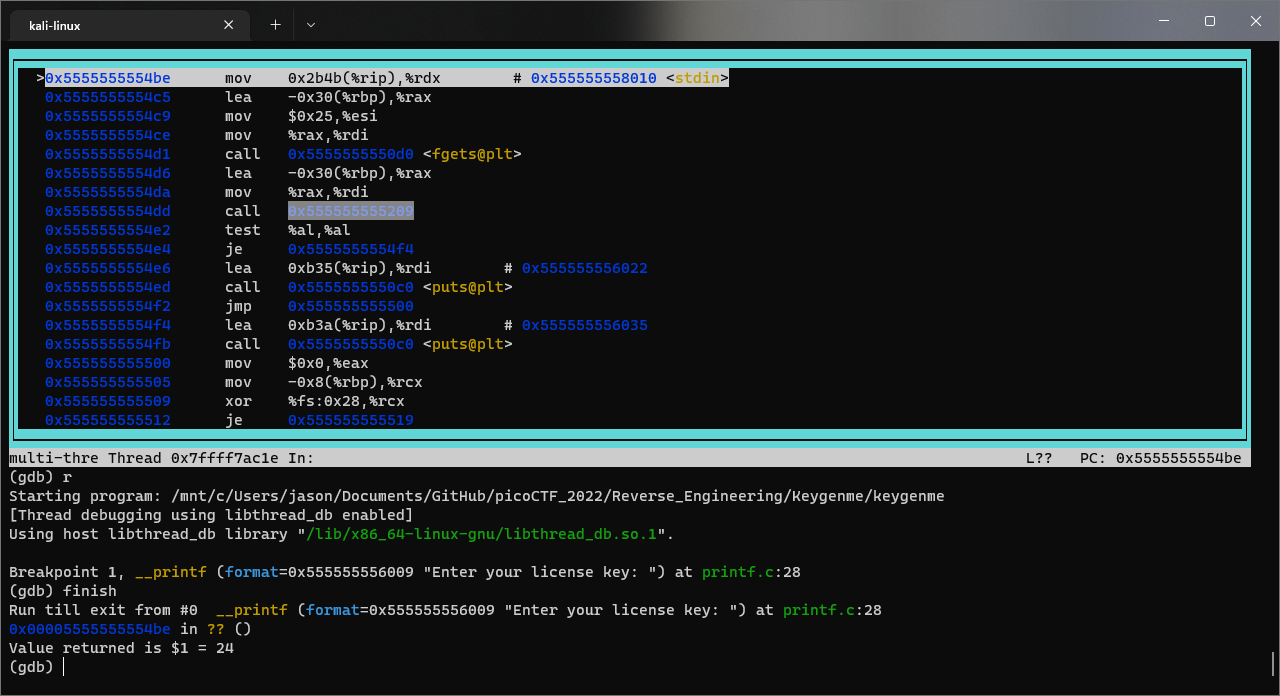 kali-linux
>0x5555555554be      mov    0x2b4b(%rip),%rdx        # 0x555555558010 <stdin>
0x5555555554c5      lea    -0x30(%rbp),%rax
0x5555555554c9      mov    $0x25,%esi
0x5555555554ce      mov    %rax,%rdi
0x5555555554d1      call   0x5555555550d0 <fgets@plt>
0x5555555554d6      lea    -0x30(%rbp),%rax
0x5555555554da      mov    %rax,%rdi
0x5555555554dd      call   0x555555555209
0x5555555554e2      test   %al,%al
0x5555555554e4      je     0x5555555554f4
0x5555555554e6      lea    0xb35(%rip),%rdi        # 0x555555556022
0x5555555554ed      call   0x5555555550c0 <puts@plt>
0x5555555554f2      jmp    0x555555555500
0x5555555554f4      lea    0xb3a(%rip),%rdi        # 0x555555556035
0x5555555554fb      call   0x5555555550c0 <puts@plt>
0x555555555500      mov    $0x0,%eax
0x555555555505      mov    -0x8(%rbp),%rcx
0x555555555509      xor    %fs:0x28,%rcx
0x555555555512      je     0x555555555519
multi-thre Thread 0x7ffff7ac1e In:    L??   PC: 0x5555555554be
(gdb) r
Starting program: /mnt/c/Users/jason/Documents/GitHub/picoCTF_2022/Reverse_Engineering/Keygenme/keygenme
[Thread debugging using libthread_db enabled]
Using host libthread_db library "/lib/x86_64-linux-gnu/libthread_db.so.1".
Breakpoint 1, __printf (format=0x555555556009 "Enter your license key: ") at printf.c:28
(gdb) finish
Run till exit from #0  __printf (format=0x555555556009 "Enter your license key: ") at printf.c:28
0x00005555555554be in ?? ()
Value returned is $1 = 24
(gdb)